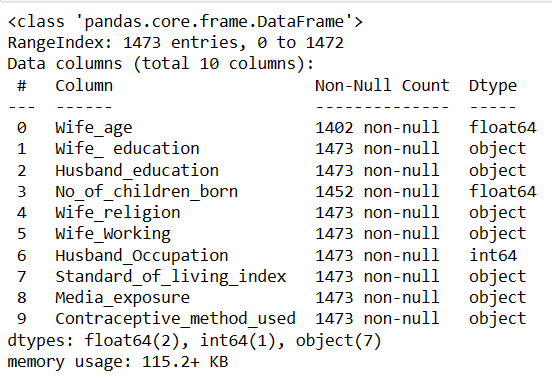 <class 'pandas.core.frame.DataFrame'>
RangeIndex: 1473 entries, 0 to 1472
Data columns (total 10 columns):
 #   Column                     Non-Null Count  Dtype
---  ------                     --------------  -----
 0   Wife_age                   1402 non-null   float64
 1   Wife_ education            1473 non-null   object
 2   Husband_education          1473 non-null   object
 3   No_of_children_born        1452 non-null   float64
 4   Wife_religion              1473 non-null   object
 5   Wife_Working               1473 non-null   object
 6   Husband_Occupation         1473 non-null   int64
 7   Standard_of_living_index   1473 non-null   object
 8   Media_exposure             1473 non-null   object
 9   Contraceptive_method_used  1473 non-null   object
dtypes: float64(2), int64(1), object(7)
memory usage: 115.2+ KB